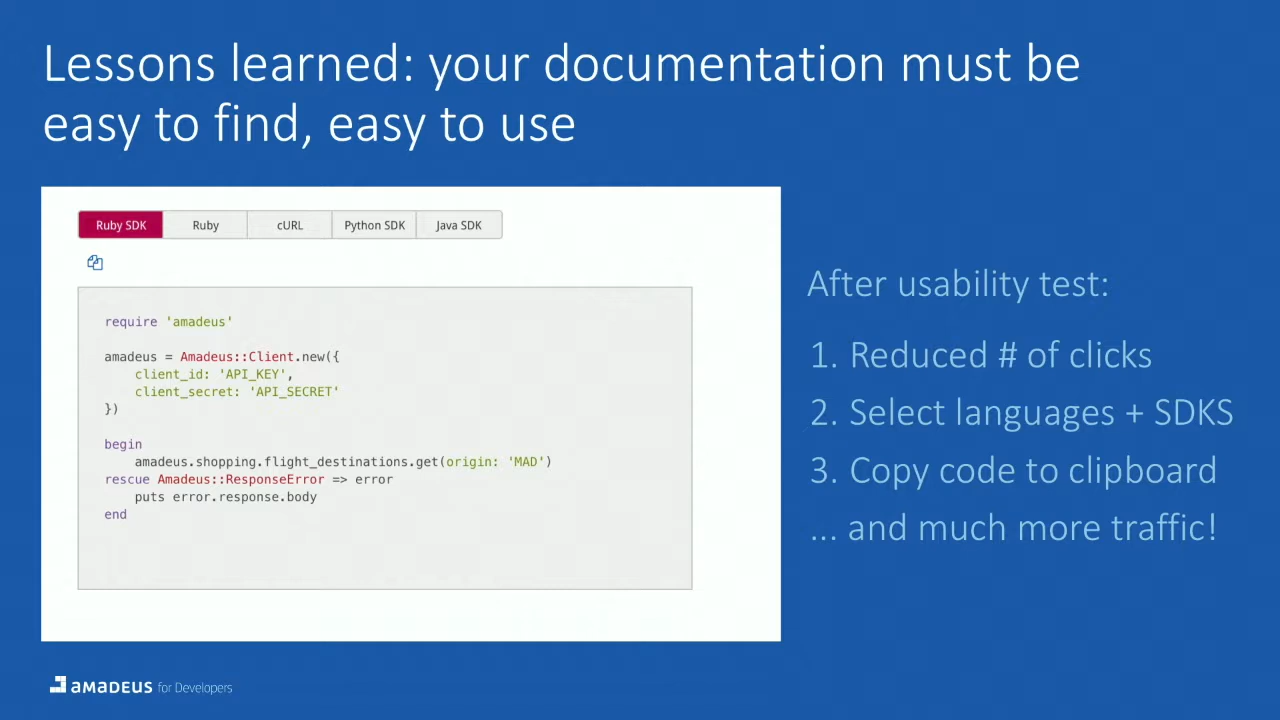 Lessons learned: your documentation must be
easy to find, easy to use
Ruby SDK
Ruby
cURL
Python SDK
Java SDK
require 'amadeus'
amadeus = Amadeus::Client.new({
client_id: 'API_KEY',
client_secret: 'API_SECRET'
})
begin
amadeus.shopping.flight_destinations.get(origin: 'MAD')
rescue Amadeus::ResponseError => error
puts error.response.body
end
After usability test:
1. Reduced # of clicks
2. Select languages + SDKS
3. Copy code to clipboard
... and much more traffic!
amadeus for Developers